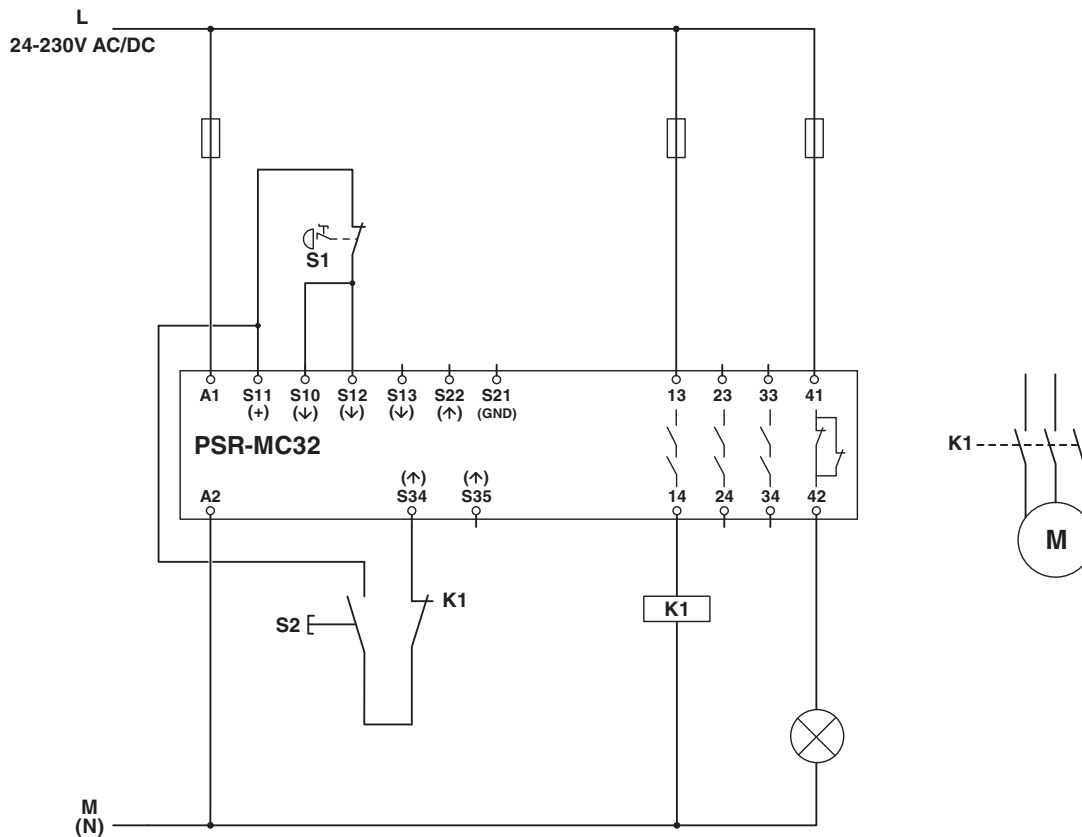 L
24-230V AC/DC
S1
A1 S11 S10 S12 S13 S22 S21 13 23 33 41
(+) (↓) (↓) (↓) (↑) (GND)
PSR-MC32
K1
(↑) (↑)
A2 S34 S35 14 24 34 42
M
K1
S2
K1
M
(N)